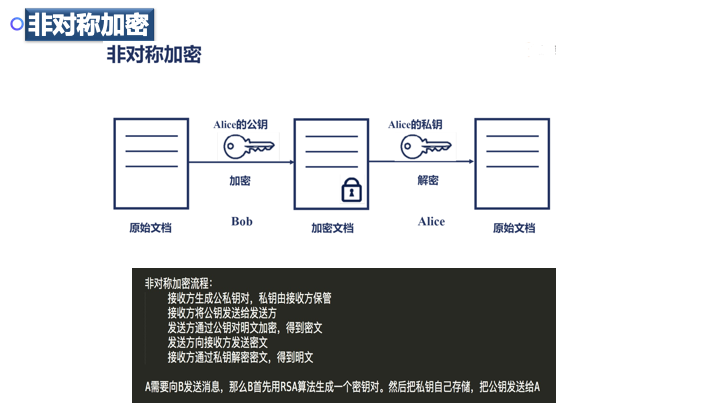 非对称加密
非对称加密
Alice的公钥
Alice的私钥
加密
解密
Bob
Alice
原始文档
加密文档
原始文档
非对称加密流程：
接收方生成公私钥对，私钥由接收方保管
接收方将公钥发送给发送方
发送方通过公钥对明文加密，得到密文
发送方向接收方发送密文
接收方通过私钥解密密文，得到明文
A需要向B发送消息，那么B首先用RSA算法生成一个密钥对。然后把私钥自己存储，把公钥发送给A